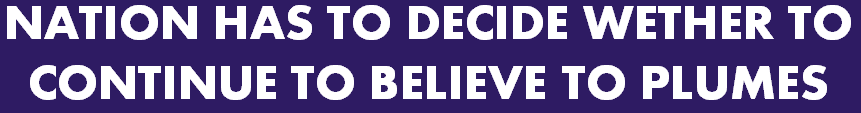 NATION HAS TO DECIDE WETHER TO
CONTINUE TO BELIEVE TO PLUMES